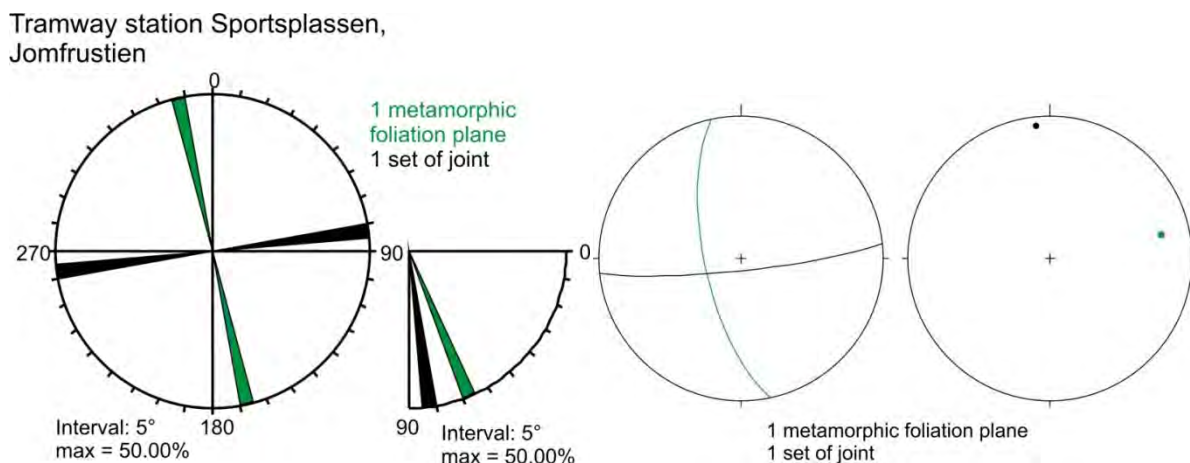 Tramway station Sportsplassen,
Jomfrustien
0
1 metamorphic
foliation plane
1 set of joint
270
90
0
180
90
Interval: 5°
max = 50.00%
Interval: 5°
max = 50.00%
1 metamorphic foliation plane
1 set of joint